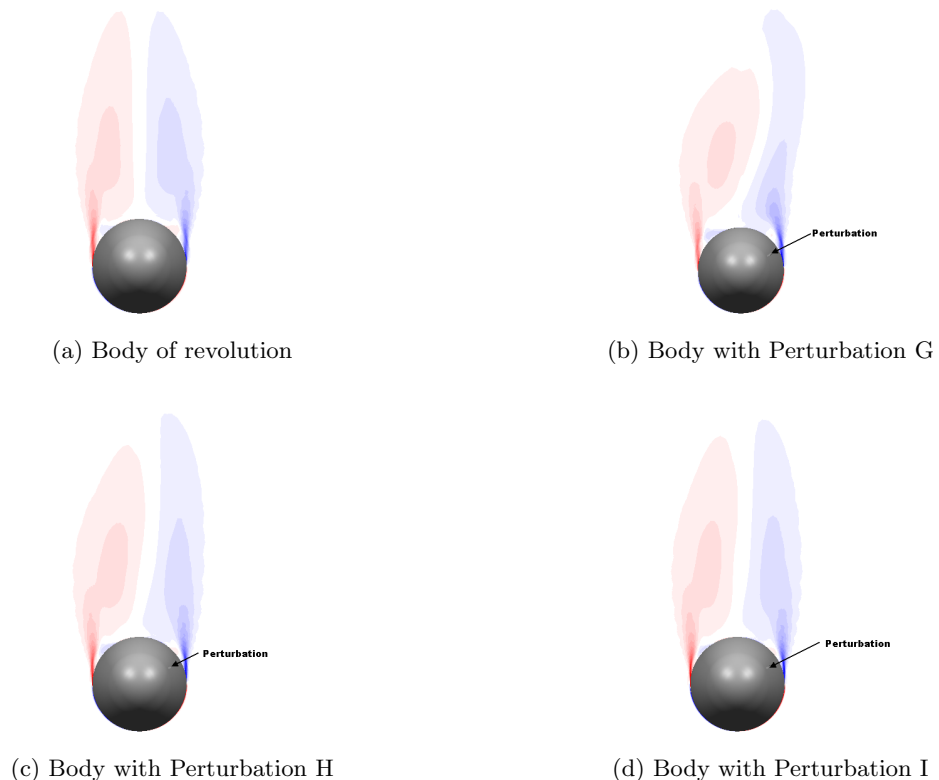 Perturbation
(a) Body of revolution
(b) Body with Perturbation G
Perturbation
Perturbation
(c) Body with Perturbation H
(d) Body with Perturbation I